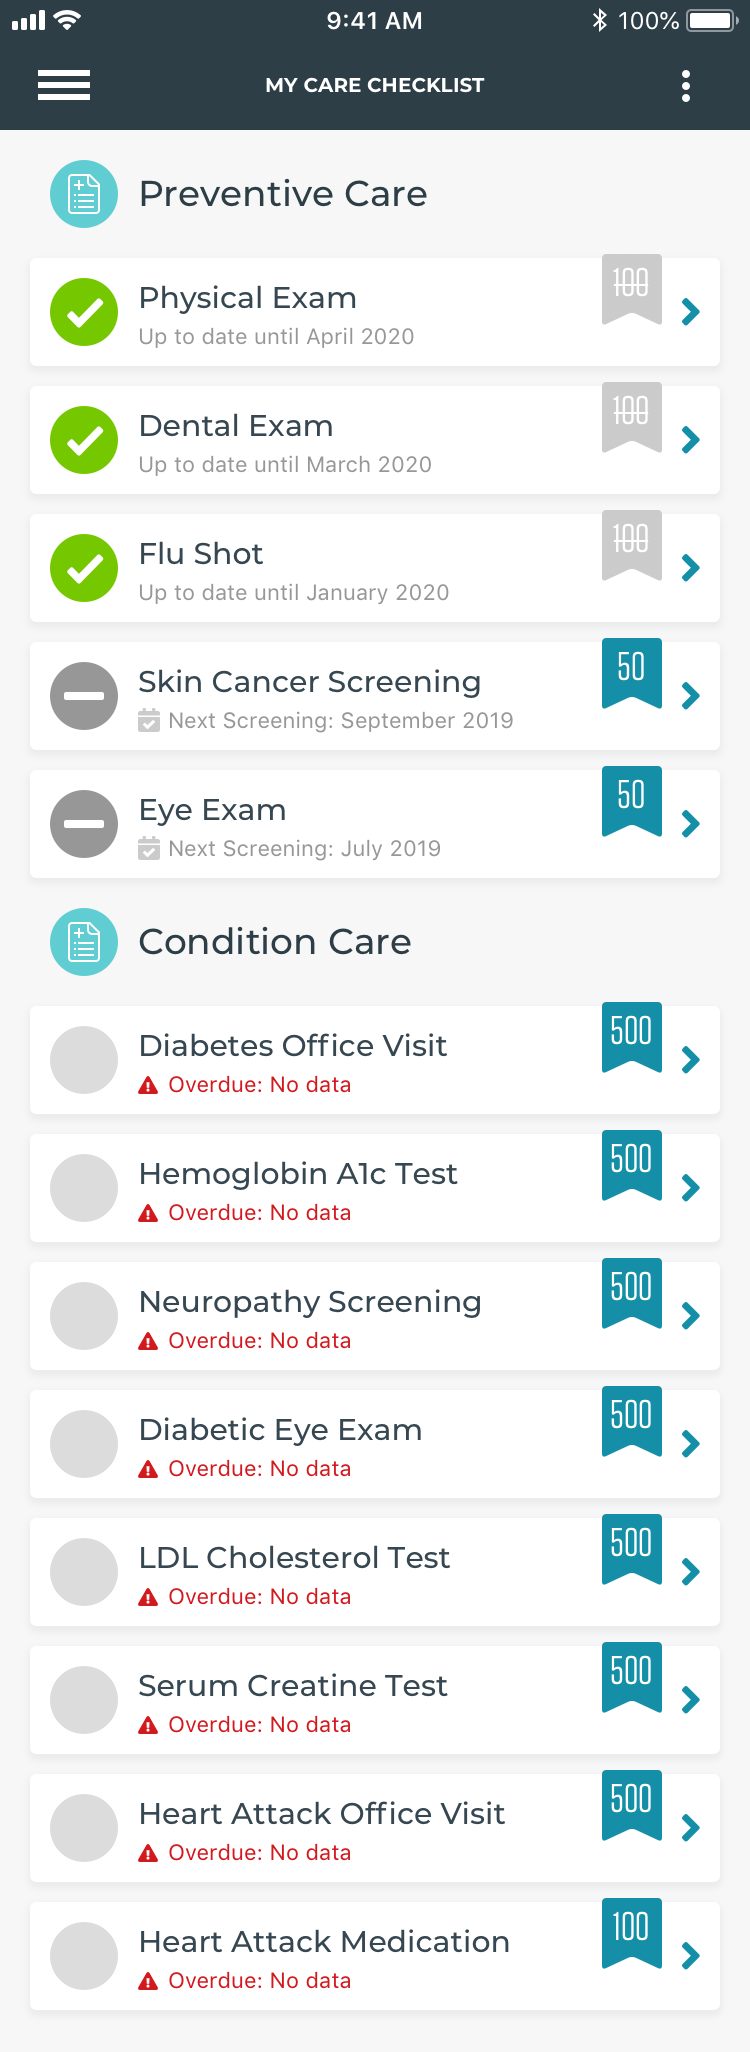 9:41 AM 100%
MY CARE CHECKLIST
Preventive Care
Physical Exam
100
Up to date until April 2020
Dental Exam
100
Up to date until March 2020
Flu Shot
100
Up to date until January 2020
Skin Cancer Screening
50
Next Screening: September 2019
Eye Exam
50
Next Screening: July 2019
Condition Care
Diabetes Office Visit
500
Overdue: No data
Hemoglobin A1c Test
500
Overdue: No data
Neuropathy Screening
500
Overdue: No data
Diabetic Eye Exam
500
Overdue: No data
LDL Cholesterol Test
500
Overdue: No data
Serum Creatine Test
500
Overdue: No data
Heart Attack Office Visit
500
Overdue: No data
Heart Attack Medication
100
Overdue: No data